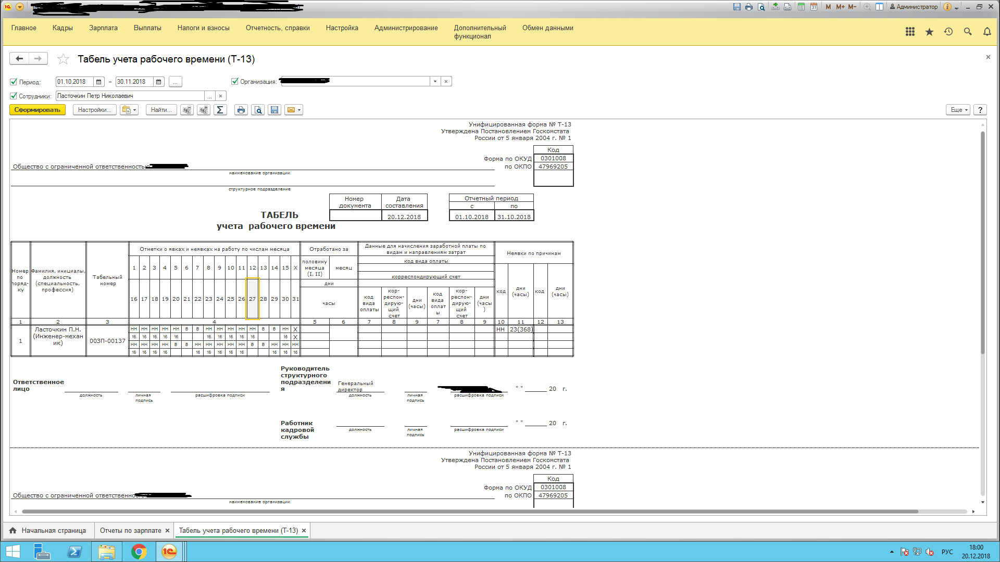 Администратор
М М+ М-
Главное Кадры Зарплата Выплаты Налоги и взносы Отчетность, справки Настройка Администрирование Дополнительный функционал Обмен данными
Табель учета рабочего времени (Т-13)
Период: 01.10.2018 – 30.11.2018 ... Организация:
Сотрудники: Ласточкин Петр Николаевич ...
Сформировать Настройки... Найти... Еще ?
Унифицированная форма № Т-13
Утверждена Постановлением Госкомстата
России от 5 января 2004 г. № 1
Код
Форма по ОКУД 0301008
Общество с ограниченной ответственностью по ОКПО 47969205
наименование организации
структурное подразделение
Номер документа Дата составления Отчетный период
с по
20.12.2018 01.10.2018 31.10.2018
ТАБЕЛЬ
учета рабочего времени
Номер по поряд-ку Фамилия, инициалы, должность (специальность, профессия) Табельный номер Отметки о явках и неявках на работу по числам месяца Отработано за Данные для начисления заработной платы по видам и направлениям затрат Неявки по причинам
1 2 3 4 5 6 7 8 9 10 11 12 13 14 15 X половину месяца (I, II) месяц код вида оплаты
корреспондирующий счет
дни
16 17 18 19 20 21 22 23 24 25 26 27 28 29 30 31 часы код вида оплаты кор-респон-дирую-щий счет дни (часы) код вида оплат ы кор-респон-дирую-щий счет дни (часы ) код дни (часы) код дни (часы)
1 2 3 4 5 6 7 8 9 7 8 9 10 11 12 13
1 Ласточкин П.Н. (Инженер-механ ик) 00ЗП-00137 НН НН НН НН НН В В НН НН НН НН НН В В НН X НН 23(368)
16 16 16 16 16 16 16 16 16 16 16 X
НН НН НН НН В В НН НН НН НН НН В В НН НН НН
16 16 16 16 16 16 16 16 16 16 16 16
Ответственное лицо Руководитель структурного подразделени я Генеральный директор " " 20 г.
должность личная подпись расшифровка подписи должность личная подпись расшифровка подписи
Работник кадровой службы " " 20 г.
должность личная подпись расшифровка подписи
Унифицированная форма № Т-13
Утверждена Постановлением Госкомстата
России от 5 января 2004 г. № 1
Код
Форма по ОКУД 0301008
Общество с ограниченной по ОКПО 47969205
наименование организации
Начальная страница Отчеты по зарплате Табель учета рабочего времени (Т-13)
РУС 18:00
20.12.2018